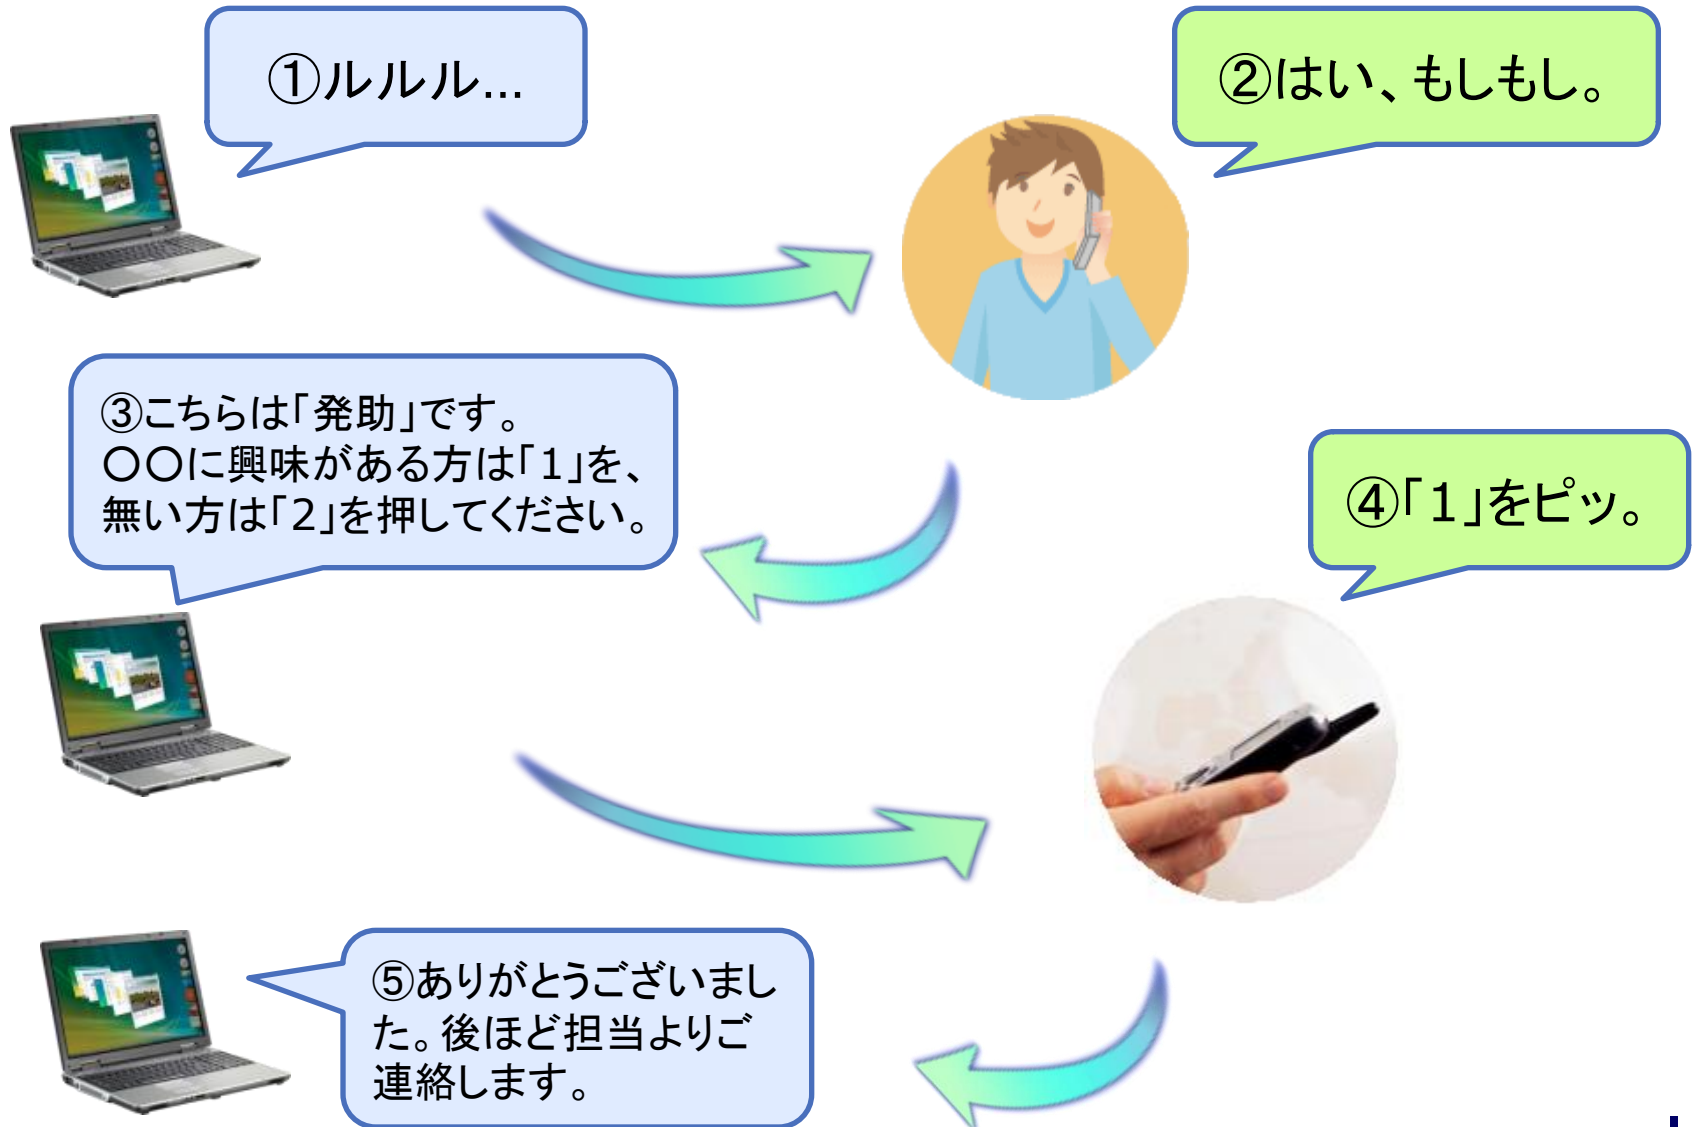 ①ルルル...
②はい、もしもし。
③こちらは「発助」です。
〇〇に興味がある方は「1」を、
無い方は「2」を押してください。
④「1」をピッ。
⑤ありがとうございまし
た。後ほど担当よりご
連絡します。